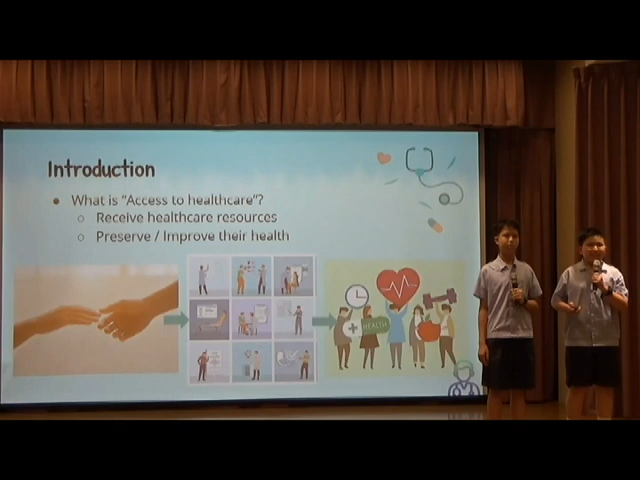 Introduction
● What is “Access to healthcare”?
○ Receive healthcare resources
○ Preserve / Improve their health
HEALTH